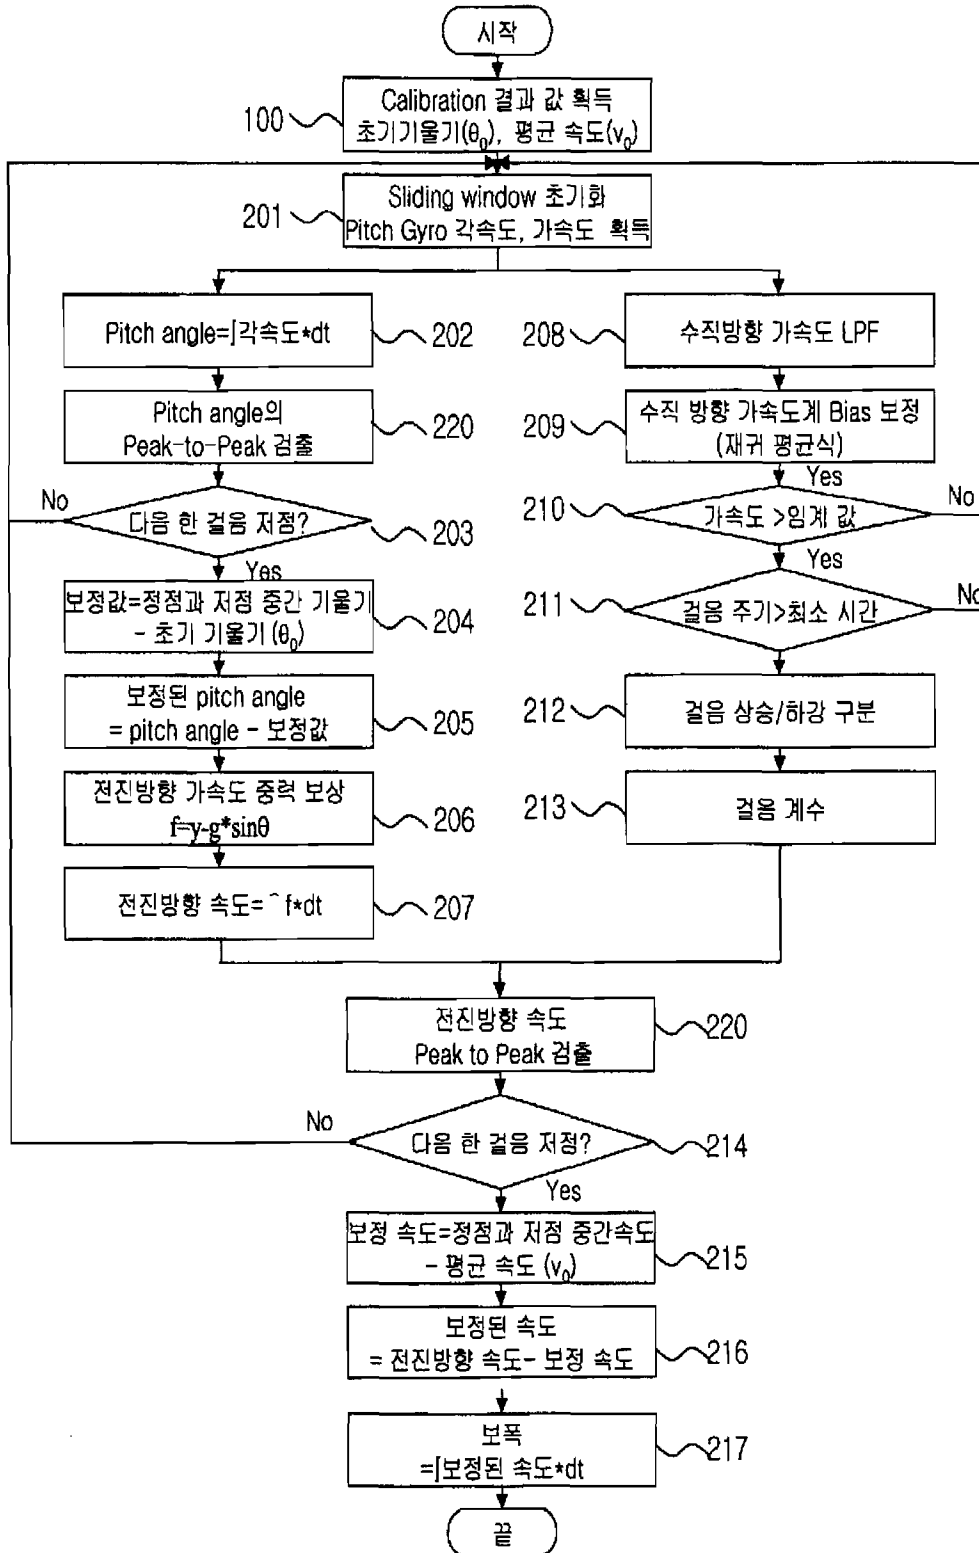 시작
Calibration 결과 값 획득
초기기울기(θ₀), 평균 속도(v₀)
100
Sliding window 초기화
Pitch Gyro 각속도, 가속도 획득
201
Pitch angle=∫각속도*dt
202
Pitch angle의
Peak-to-Peak 검출
220
No
다음 한 걸음 저점?
203
Yes
보정값=정점과 저점 중간 기울기
- 초기 기울기 (θ₀)
204
보정된 pitch angle
= pitch angle - 보정값
205
전진방향 가속도 중력 보상
f=y-g*sinθ
206
전진방향 속도=⌒f*dt
207
208
수직방향 가속도 LPF
209
수직 방향 가속도계 Bias 보정
(재귀 평균식)
Yes
210
가속도 >임계 값
No
Yes
211
걸음 주기>최소 시간
No
212
걸음 상승/하강 구분
213
걸음 계수
전진방향 속도
Peak to Peak 검출
220
No
다음 한 걸음 저점?
214
Yes
보정 속도=정점과 저점 중간속도
- 평균 속도 (v₀)
215
보정된 속도
= 전진방향 속도- 보정 속도
216
보폭
=∫보정된 속도*dt
217
끝